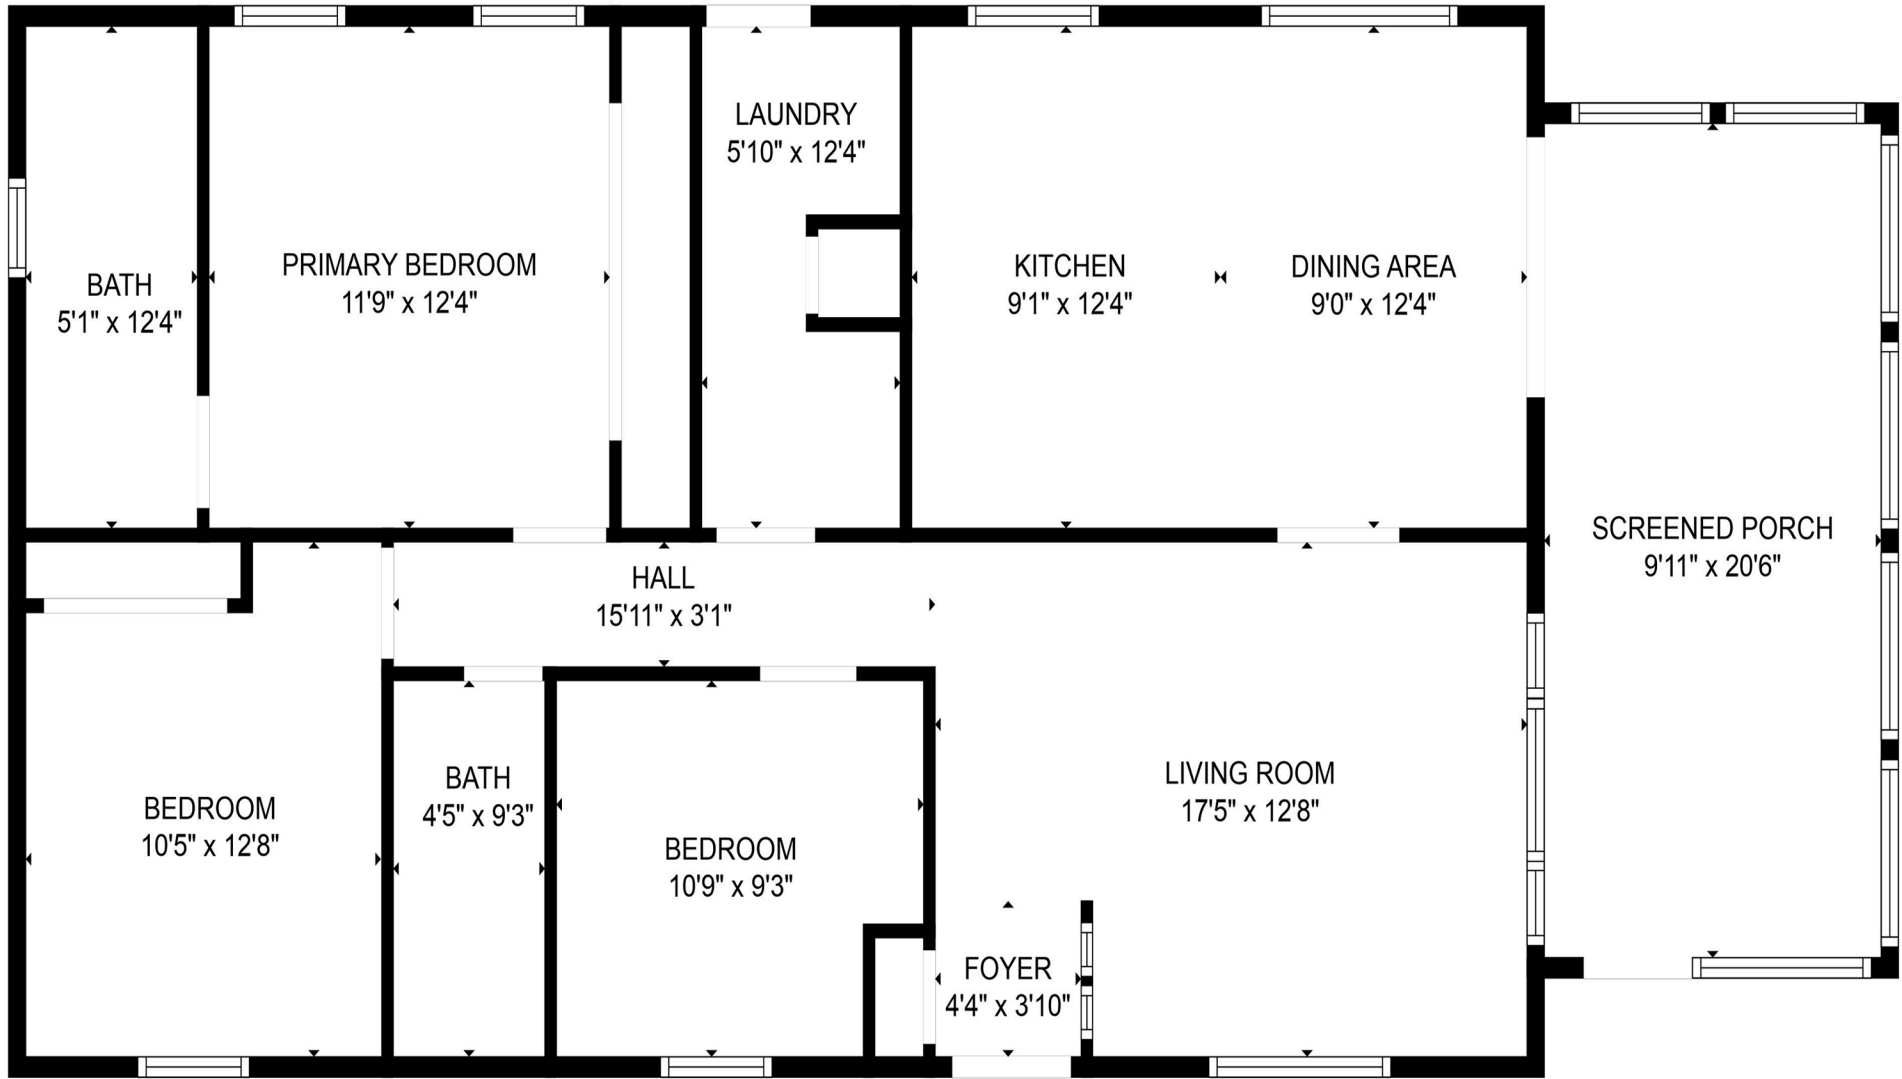 LAUNDRY
5'10" x 12'4"
PRIMARY BEDROOM
11'9" x 12'4"
BATH
5'1" x 12'4"
KITCHEN
9'1" x 12'4"
DINING AREA
9'0" x 12'4"
SCREENED PORCH
9'11" x 20'6"
HALL
15'11" x 3'1"
BEDROOM
10'5" x 12'8"
BATH
4'5" x 9'3"
BEDROOM
10'9" x 9'3"
LIVING ROOM
17'5" x 12'8"
FOYER
4'4" x 3'10"